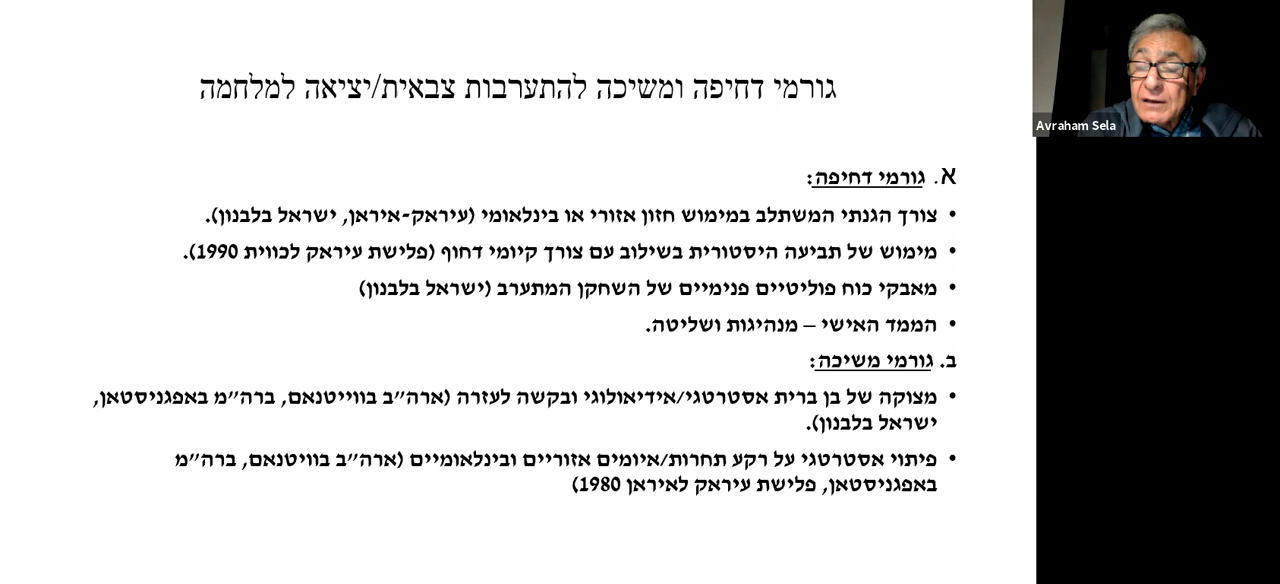 גורמי דחיפה ומשיכה להתערבות צבאית/יציאה למלחמה
Avraham Sela
א. גורמי דחיפה:
• צורך הגנתי המשתלב במימוש חזון אזורי או בינלאומי (עיראק-איראן, ישראל בלבנון).
• מימוש של תביעה היסטורית בשילוב עם צורך קיומי דחוף (פלישת עיראק לכווית 1990).
• מאבקי כוח פוליטיים פנימיים של השחקן המתערב (ישראל בלבנון)
• הממד האישי – מנהיגות ושליטה.
ב. גורמי משיכה:
• מצוקה של בן ברית אסטרטגי/אידיאולוגי ובקשה לעזרה (ארה״ב בווייטנאם, ברה״מ באפגניסטאן,
ישראל בלבנון).
• פיתוי אסטרטגי על רקע תחרות/איומים אזוריים ובינלאומיים (ארה״ב בוויטנאם, ברה״מ
באפגניסטאן, פלישת עיראק לאיראן 1980)